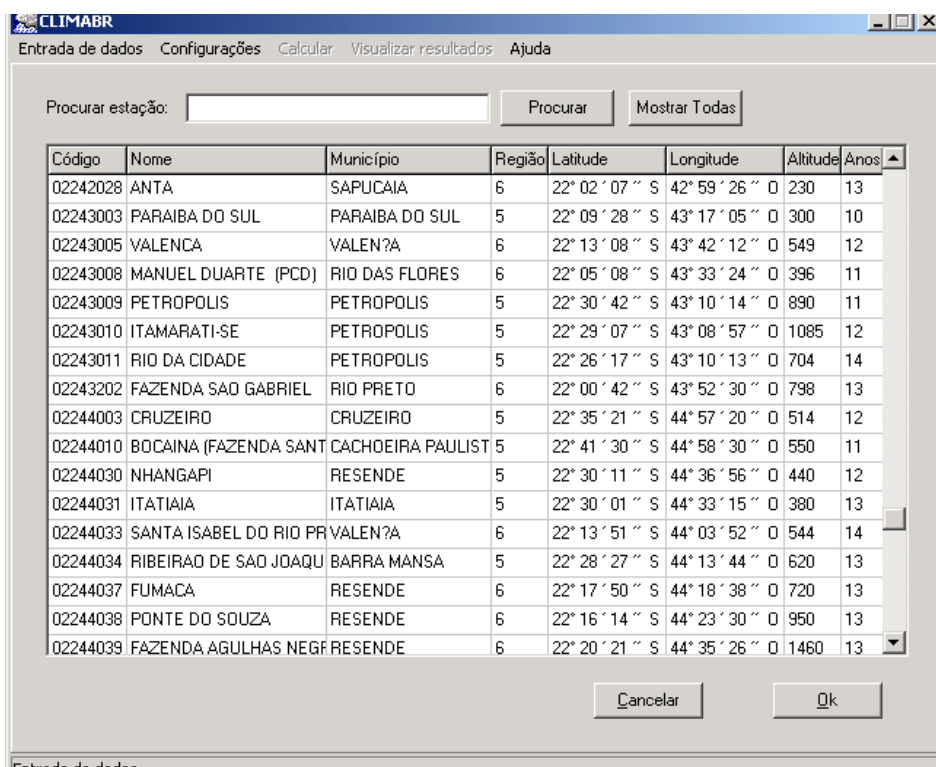 CLIMABR
Entrada de dados Configurações Calcular Visualizar resultados Ajuda
Procurar estação: Procurar Mostrar Todas
Código Nome Município Região Latitude Longitude Altitude Anos
02242028 ANTA SAPUCAIA 6 22° 02 ´ 07 ˝ S 42° 59 ´ 26 ˝ O 230 13
02243003 PARAIBA DO SUL PARAIBA DO SUL 5 22° 09 ´ 28 ˝ S 43° 17 ´ 05 ˝ O 300 10
02243005 VALENCA VALEN?A 6 22° 13 ´ 08 ˝ S 43° 42 ´ 12 ˝ O 549 12
02243008 MANUEL DUARTE (PCD) RIO DAS FLORES 6 22° 05 ´ 08 ˝ S 43° 33 ´ 24 ˝ O 396 11
02243009 PETROPOLIS PETROPOLIS 5 22° 30 ´ 42 ˝ S 43° 10 ´ 14 ˝ O 890 11
02243010 ITAMARATI-SE PETROPOLIS 5 22° 29 ´ 07 ˝ S 43° 08 ´ 57 ˝ O 1085 12
02243011 RIO DA CIDADE PETROPOLIS 5 22° 26 ´ 17 ˝ S 43° 10 ´ 13 ˝ O 704 14
02243202 FAZENDA SAO GABRIEL RIO PRETO 6 22° 00 ´ 42 ˝ S 43° 52 ´ 30 ˝ O 798 13
02244003 CRUZEIRO CRUZEIRO 5 22° 35 ´ 21 ˝ S 44° 57 ´ 20 ˝ O 514 12
02244010 BOCAINA (FAZENDA SANT CACHOEIRA PAULIST 5 22° 41 ´ 30 ˝ S 44° 58 ´ 30 ˝ O 550 11
02244030 NHANGAPI RESENDE 5 22° 30 ´ 11 ˝ S 44° 36 ´ 56 ˝ O 440 12
02244031 ITATIAIA ITATIAIA 5 22° 30 ´ 01 ˝ S 44° 33 ´ 15 ˝ O 380 13
02244033 SANTA ISABEL DO RIO PR VALEN?A 6 22° 13 ´ 51 ˝ S 44° 03 ´ 52 ˝ O 544 14
02244034 RIBEIRAO DE SAO JOAQU BARRA MANSA 5 22° 28 ´ 27 ˝ S 44° 13 ´ 44 ˝ O 620 13
02244037 FUMACA RESENDE 6 22° 17 ´ 50 ˝ S 44° 18 ´ 38 ˝ O 720 13
02244038 PONTE DO SOUZA RESENDE 6 22° 16 ´ 14 ˝ S 44° 23 ´ 30 ˝ O 950 13
02244039 FAZENDA AGULHAS NEGR RESENDE 6 22° 20 ´ 21 ˝ S 44° 35 ´ 26 ˝ O 1460 13
Cancelar Ok
Entrada de dados